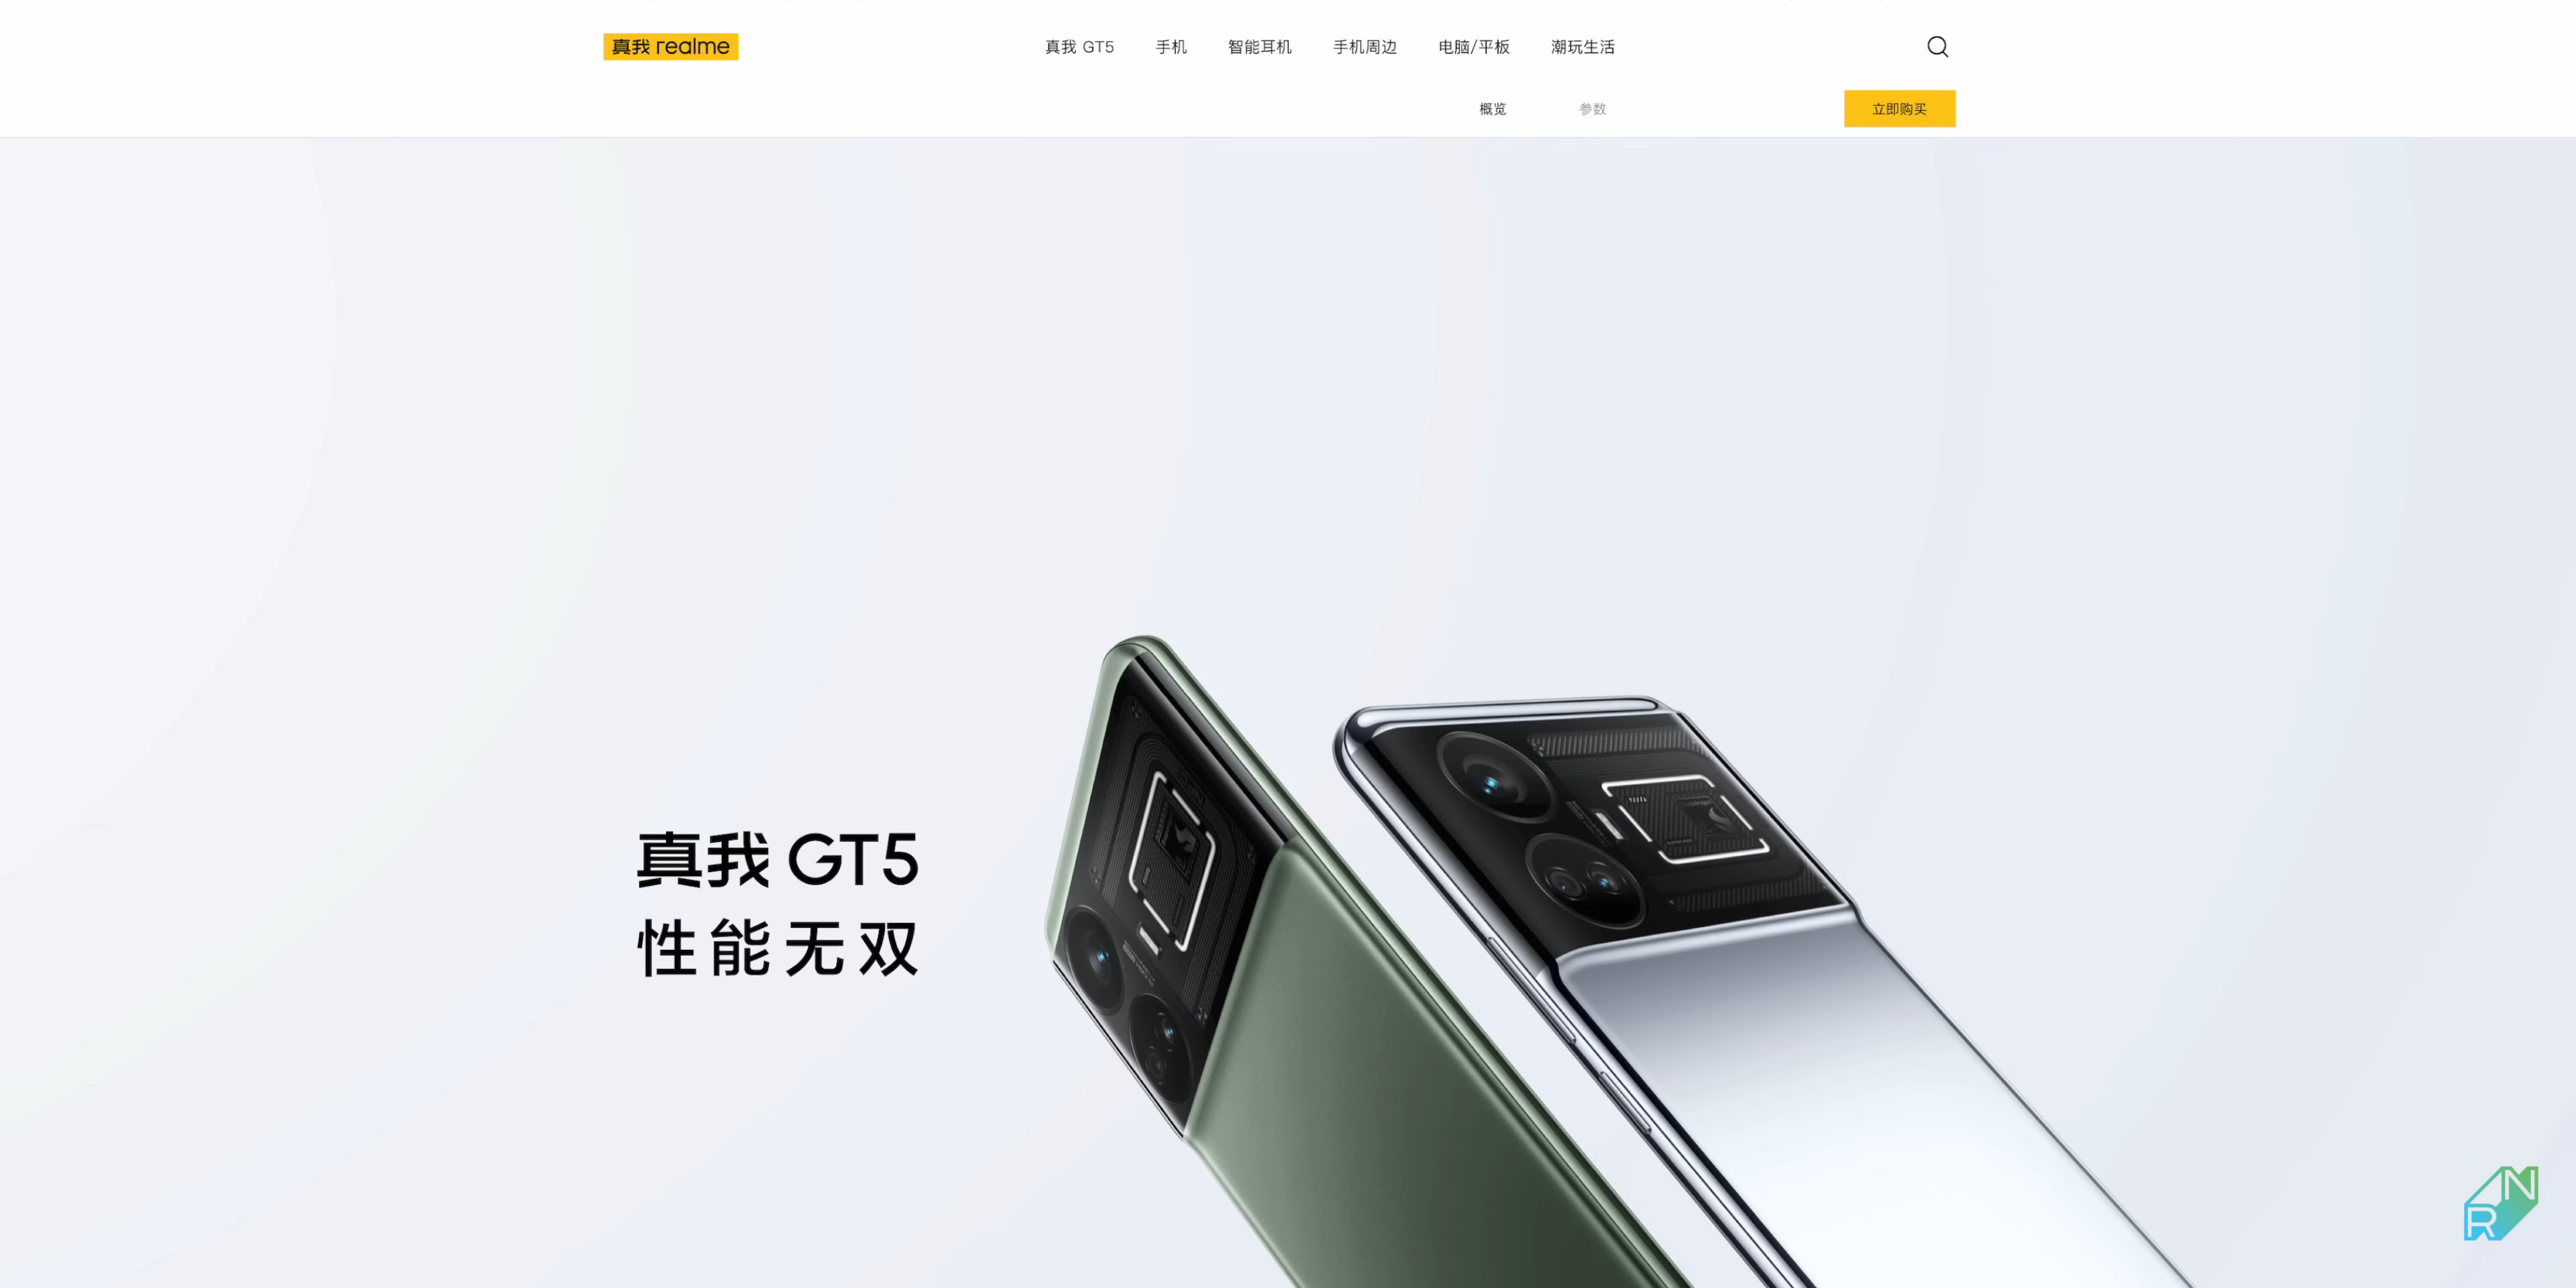 真我 realme
真我 GT5 手机 智能耳机 手机周边 电脑/平板 潮玩生活
概览 参数 立即购买
真我 GT5
性能无双
NR